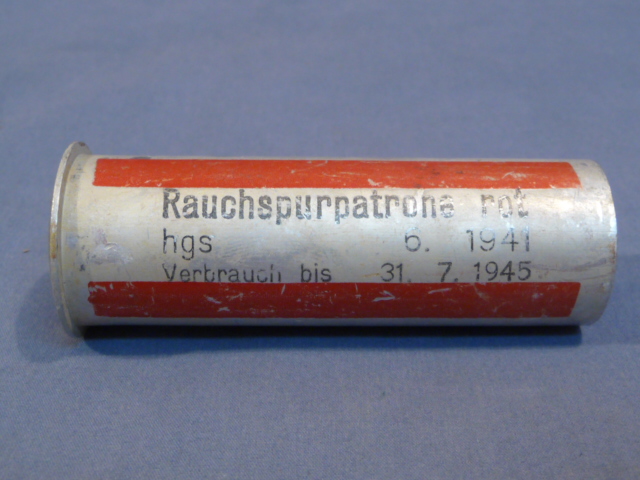 Rauchspurpatrone rot
hgs 6. 1941
Verbrauch bis 31. 7. 1945